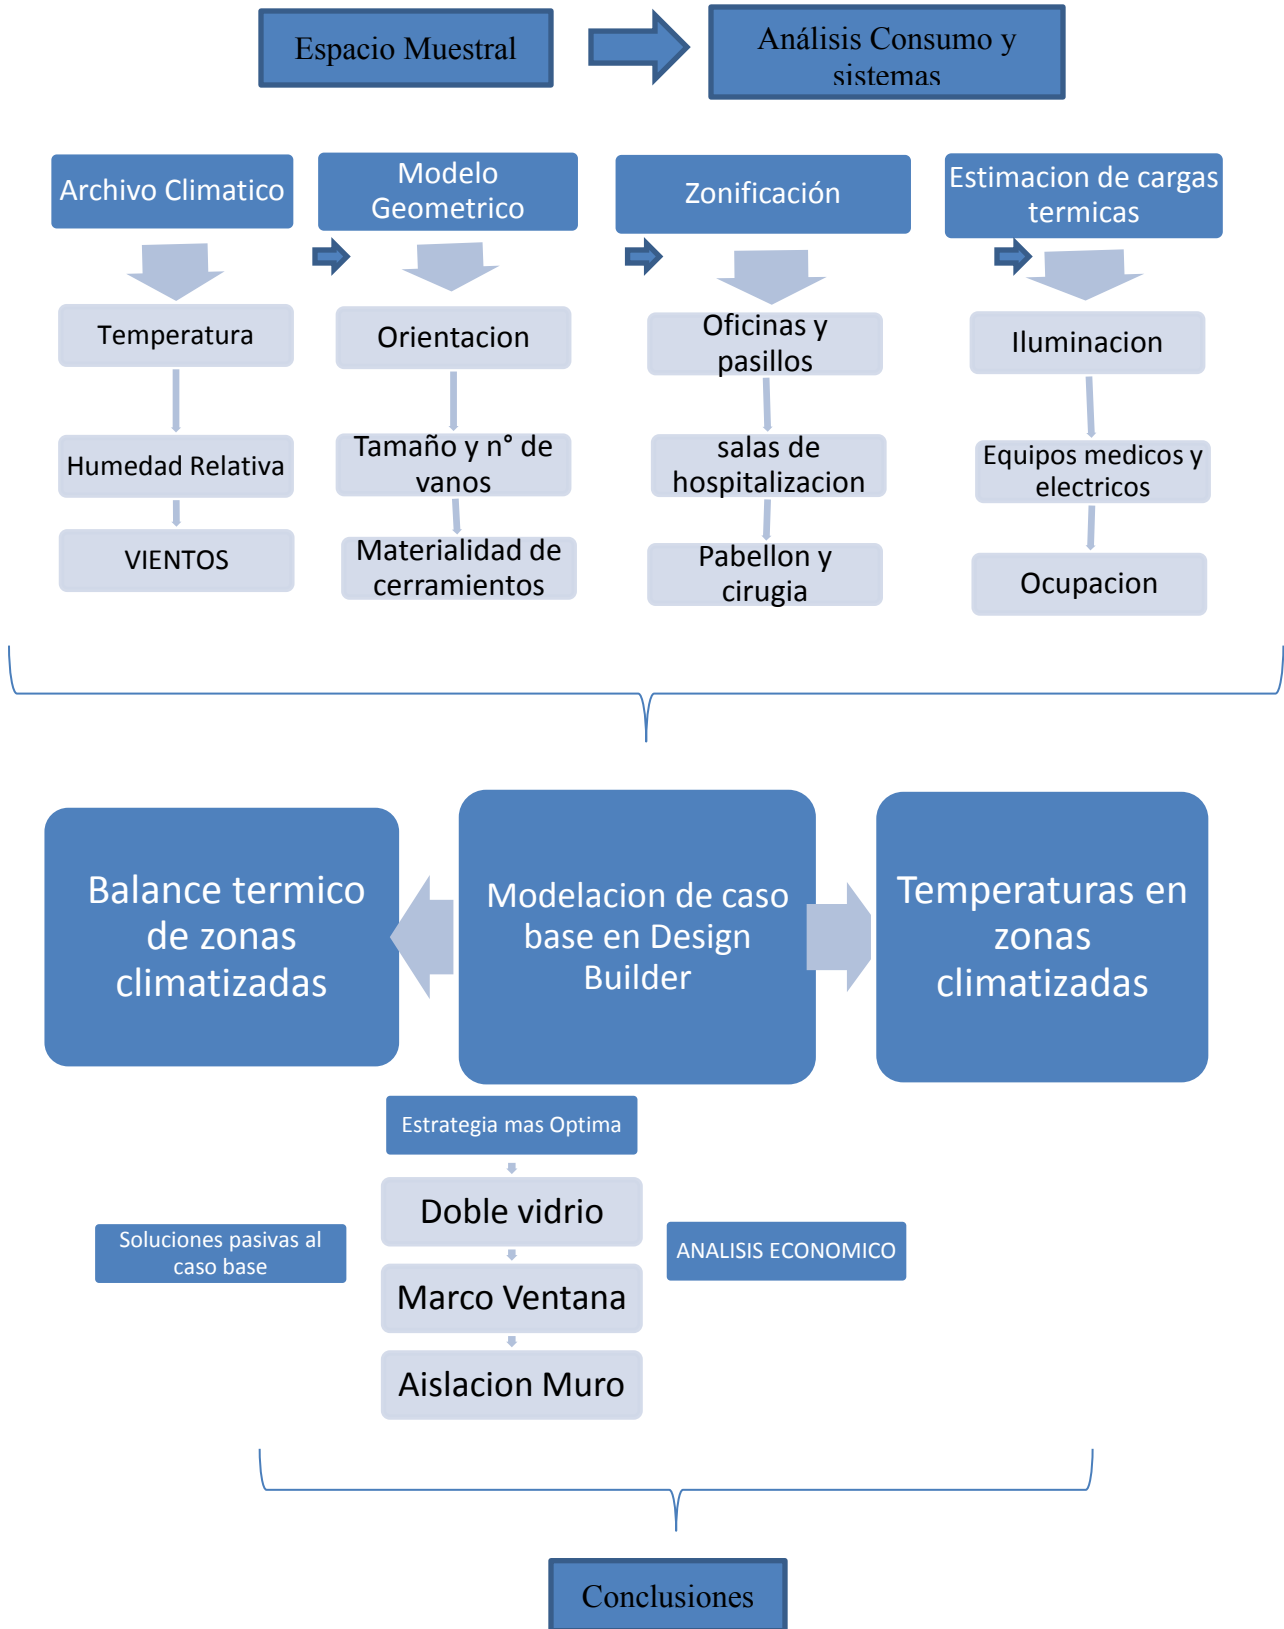 Espacio Muestral
Análisis Consumo y
sistemas
Archivo Climatico
Modelo
Geometrico
Zonificación
Estimacion de cargas
termicas
Temperatura
Humedad Relativa
VIENTOS
Orientacion
Tamaño y n° de
vanos
Materialidad de
cerramientos
Oficinas y
pasillos
salas de
hospitalizacion
Pabellon y
cirugia
Iluminacion
Equipos medicos y
electricos
Ocupacion
Balance termico
de zonas
climatizadas
Modelacion de caso
base en Design
Builder
Temperaturas en
zonas
climatizadas
Soluciones pasivas al
caso base
Estrategia mas Optima
Doble vidrio
Marco Ventana
Aislacion Muro
ANALISIS ECONOMICO
Conclusiones